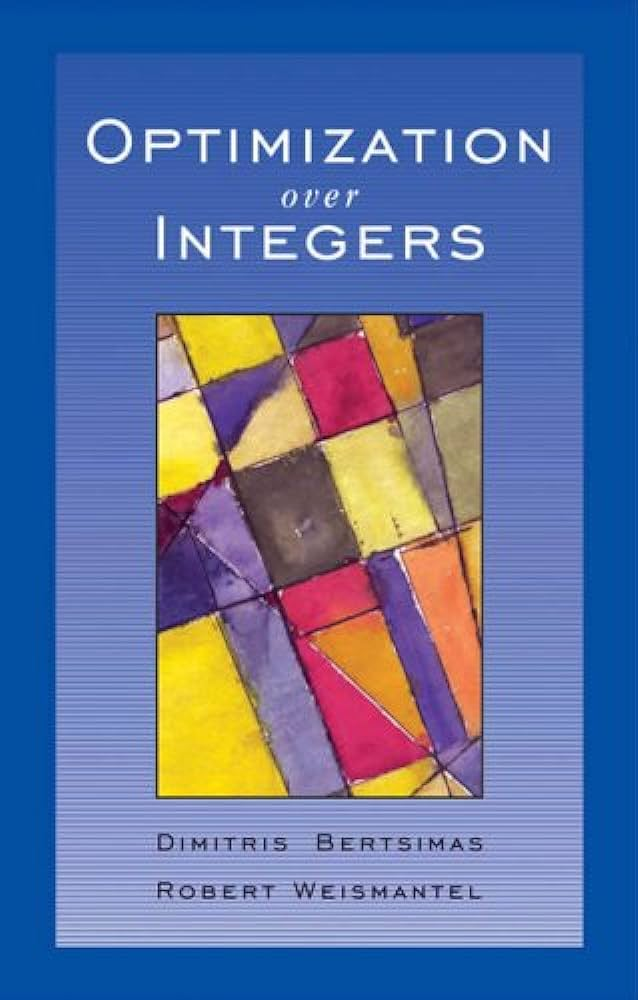 OPTIMIZATION
over
INTEGERS
DIMITRIS BERTSIMAS
ROBERT WEISMANTEL